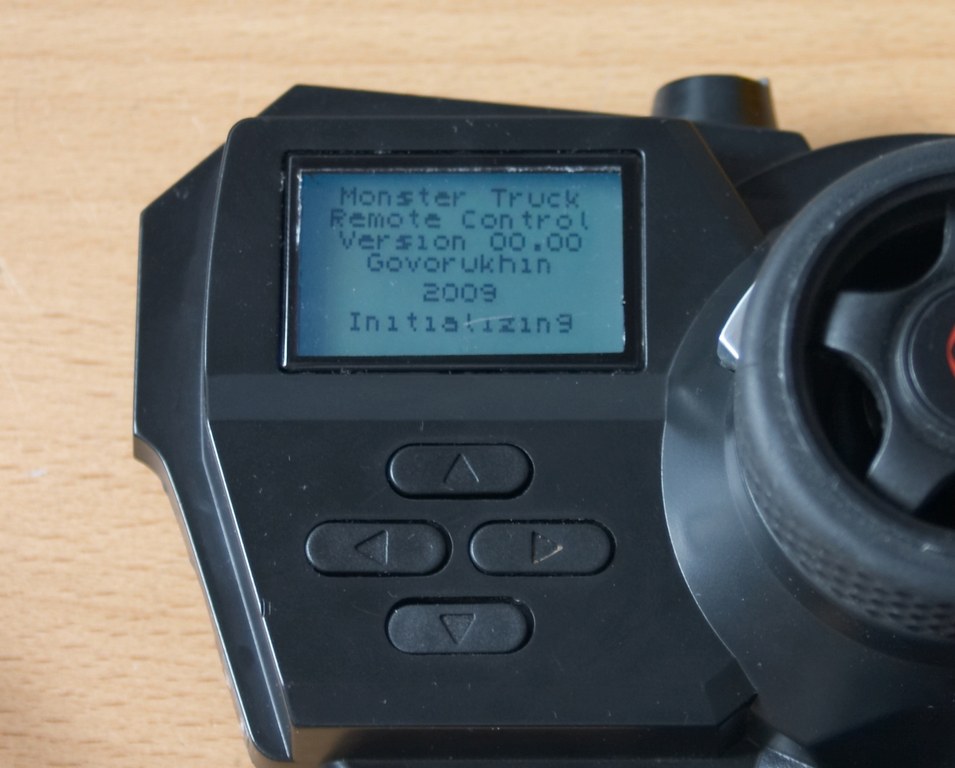 Monster Truck
Remote Control
Version 00.00
Govorukhin
2009
Initializing